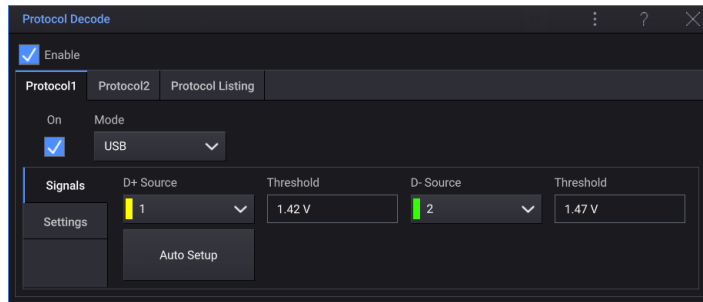 Protocol Decode
?
Enable
Protocol1 Protocol2 Protocol Listing
On Mode
USB
Signals D+ Source Threshold D- Source Threshold
1 1.42 V 2 1.47 V
Settings
Auto Setup